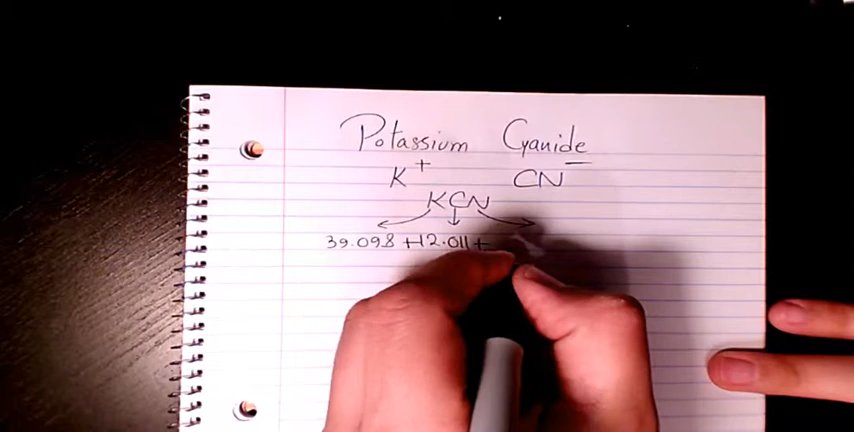 Potassium Cyanide
K+ CN−
KCN
39.098 + 12.011 +